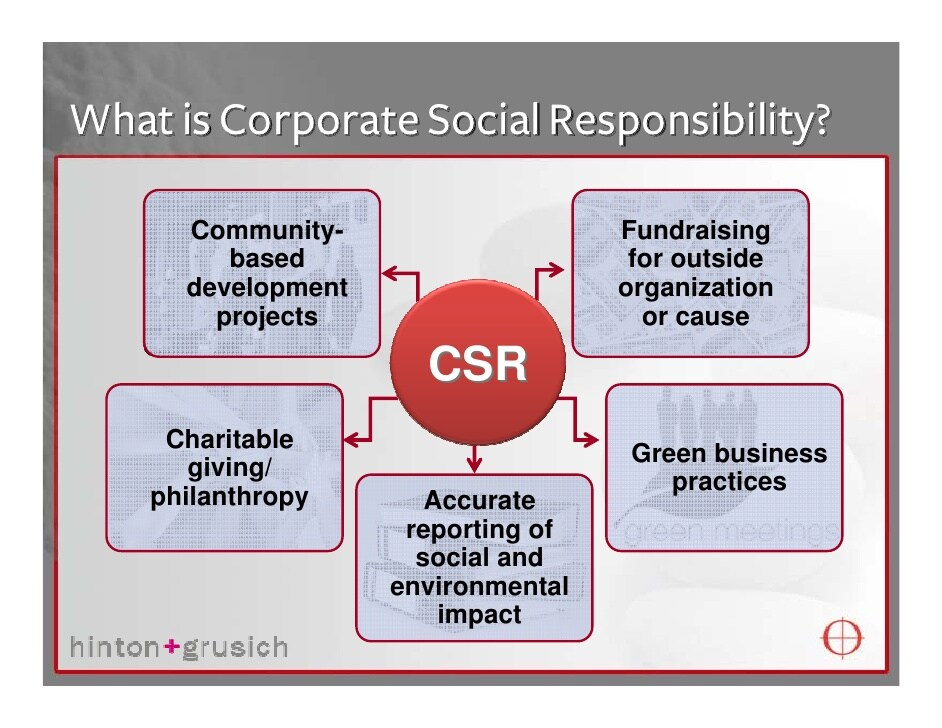 What is Corporate Social Responsibility?
Community-
based
development
projects
Fundraising
for outside
organization
or cause
CSR
Charitable
giving/
philanthropy
Green business
practices
green meetings
Accurate
reporting of
social and
environmental
impact
hinton+grusich